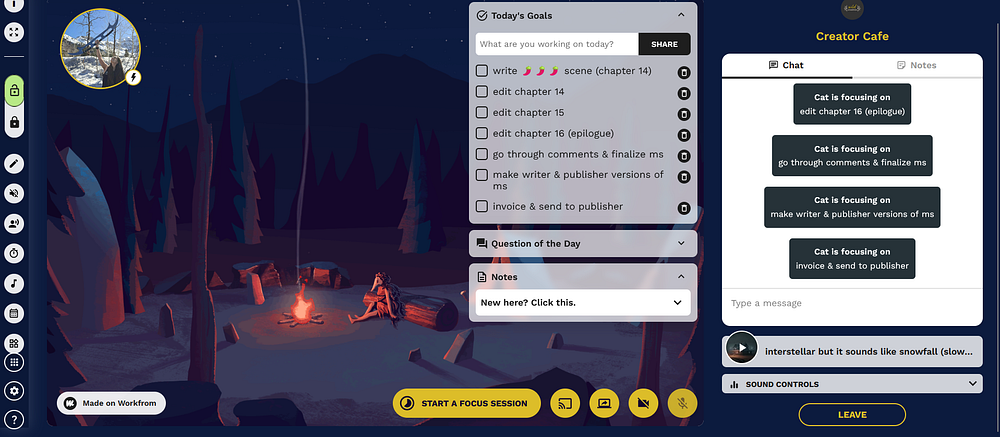 Today's Goals
What are you working on today?
SHARE
write 🌶️🌶️🌶️ scene (chapter 14)
edit chapter 14
edit chapter 15
edit chapter 16 (epilogue)
go through comments & finalize ms
make writer & publisher versions of
ms
invoice & send to publisher
Question of the Day
Notes
New here? Click this.
Made on Workfrom
START A FOCUS SESSION
?
Creator Cafe
Chat
Notes
Cat is focusing on
edit chapter 16 (epilogue)
Cat is focusing on
go through comments & finalize ms
Cat is focusing on
make writer & publisher versions of ms
Cat is focusing on
invoice & send to publisher
Type a message
interstellar but it sounds like snowfall (slow...
SOUND CONTROLS
LEAVE